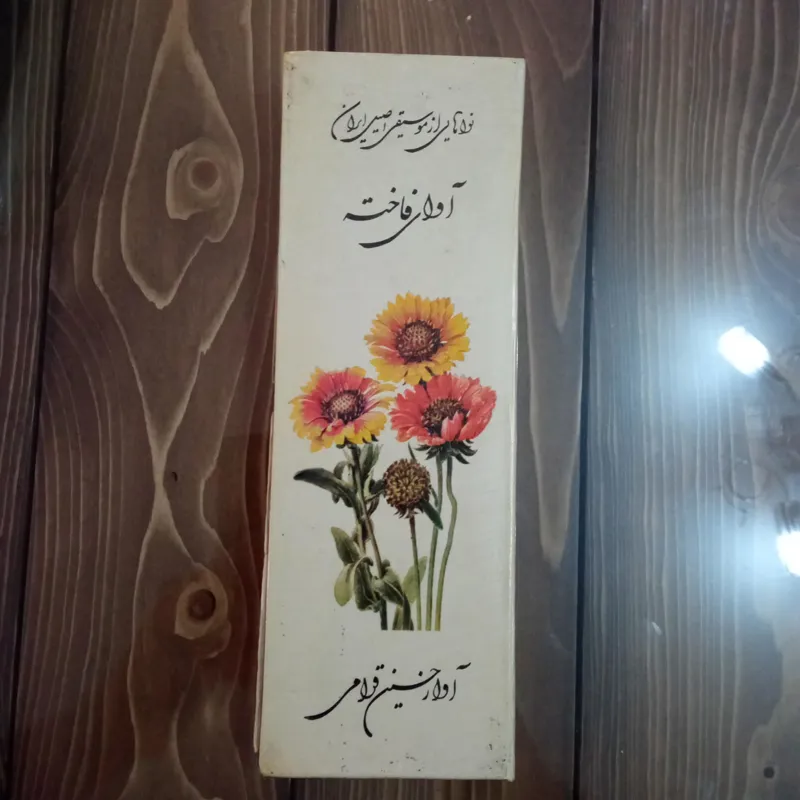 نواهایی از موسیقی اصیل ایران
آوای فاخته
آواز حسین قوامی